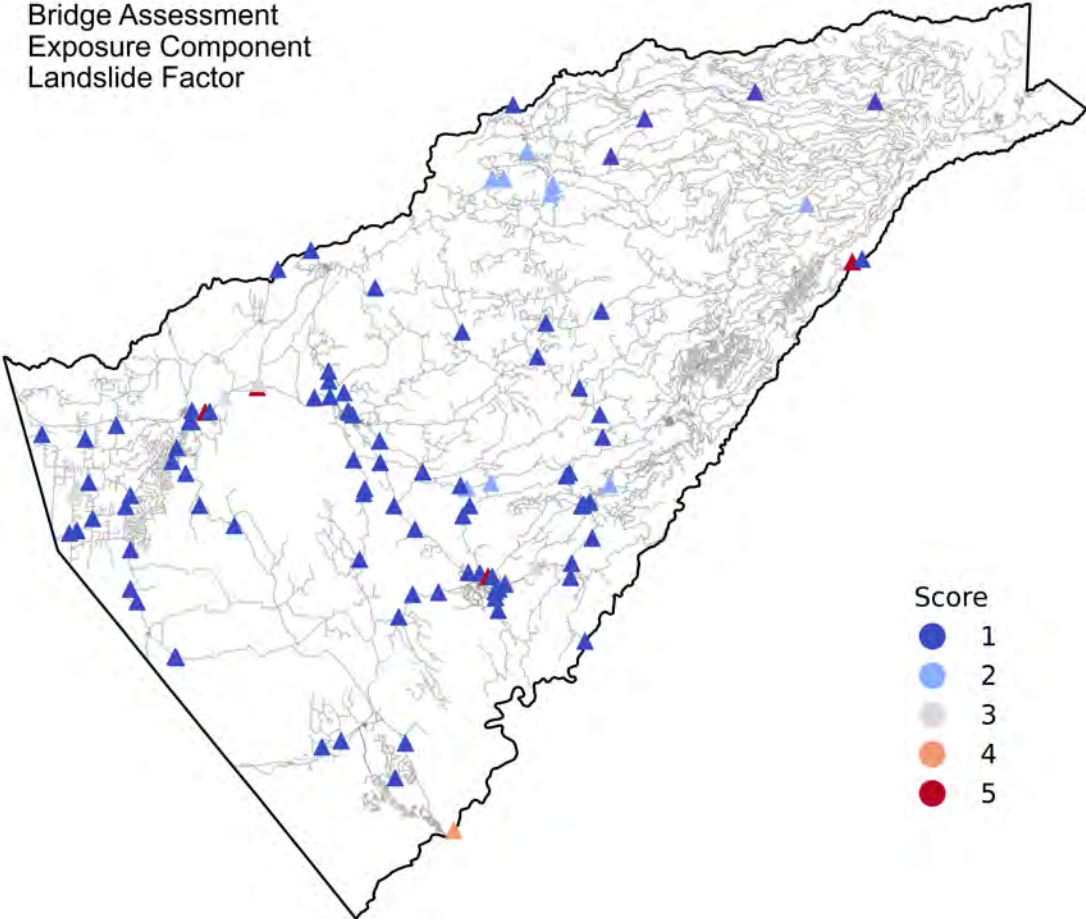 Bridge Assessment
Exposure Component
Landslide Factor
Score
1
2
3
4
5